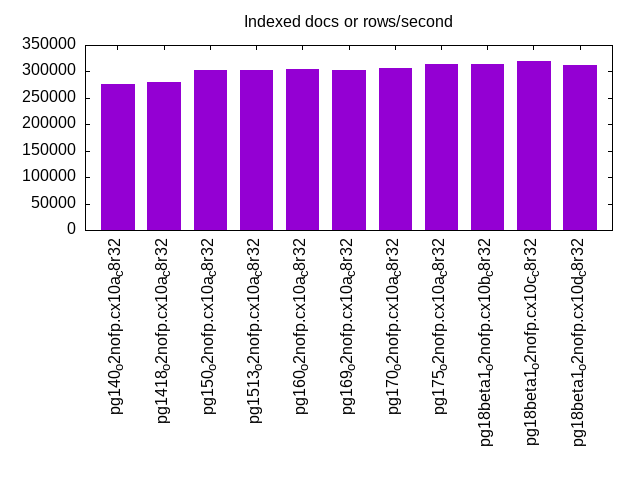 Indexed docs or rows/second
350000
300000
250000
200000
150000
100000
50000
0
pg140o2nofp.cx10ac8r32
pg1418o2nofp.cx10ac8r32
pg150o2nofp.cx10ac8r32
pg1513o2nofp.cx10ac8r32
pg160o2nofp.cx10ac8r32
pg169o2nofp.cx10ac8r32
pg170o2nofp.cx10ac8r32
pg175o2nofp.cx10ac8r32
pg18beta1o2nofp.cx10bc8r32
pg18beta1o2nofp.cx10cc8r32
pg18beta1o2nofp.cx10dc8r32